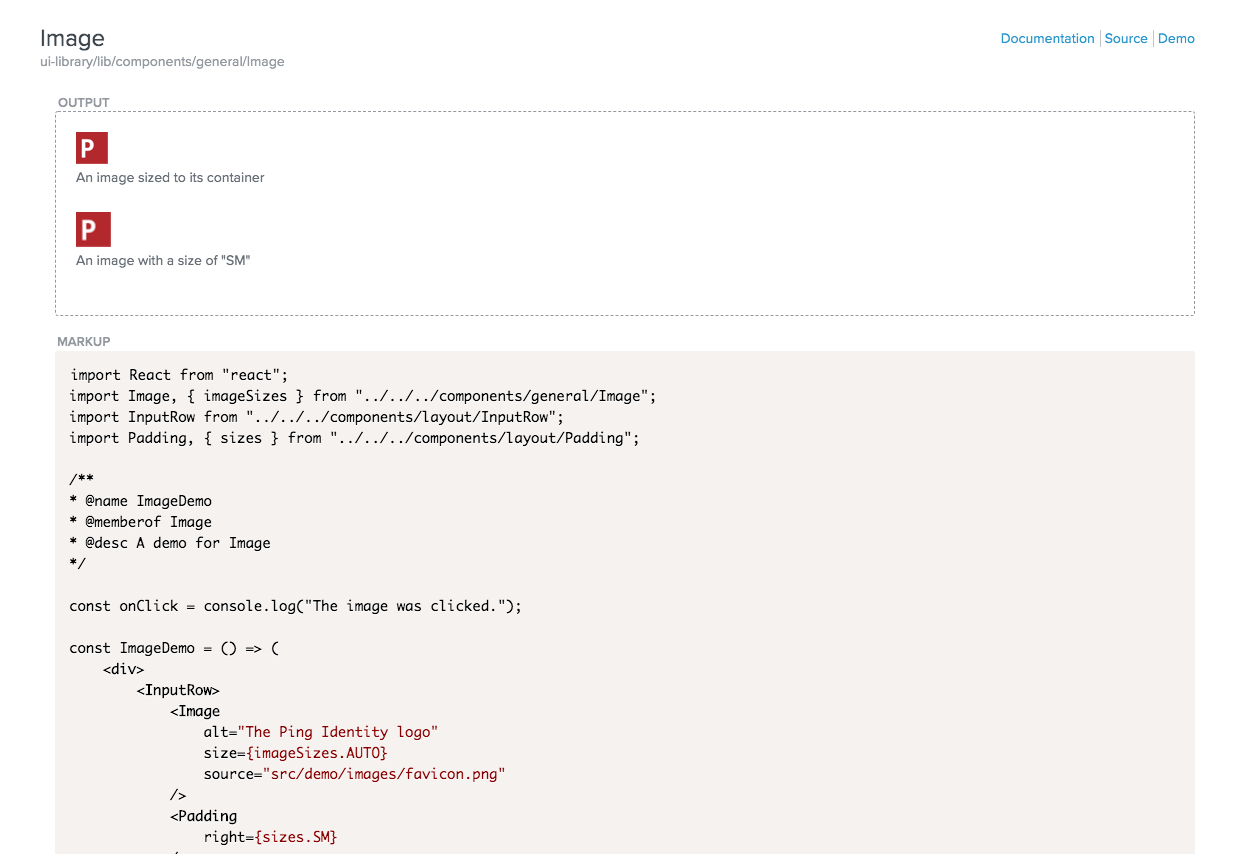 Image
Documentation Source Demo
ui-library/lib/components/general/Image
OUTPUT
P
An image sized to its container
P
An image with a size of "SM"
MARKUP
import React from "react";
import Image, { imageSizes } from "../../../components/general/Image";
import InputRow from "../../../components/layout/InputRow";
import Padding, { sizes } from "../../../components/layout/Padding";
/**
* @name ImageDemo
* @memberof Image
* @desc A demo for Image
*/
const onClick = console.log("The image was clicked.");
const ImageDemo = () => (
<div>
<InputRow>
<Image
alt="The Ping Identity logo"
size={imageSizes.AUTO}
source="src/demo/images/favicon.png"
/>
<Padding
right={sizes.SM}